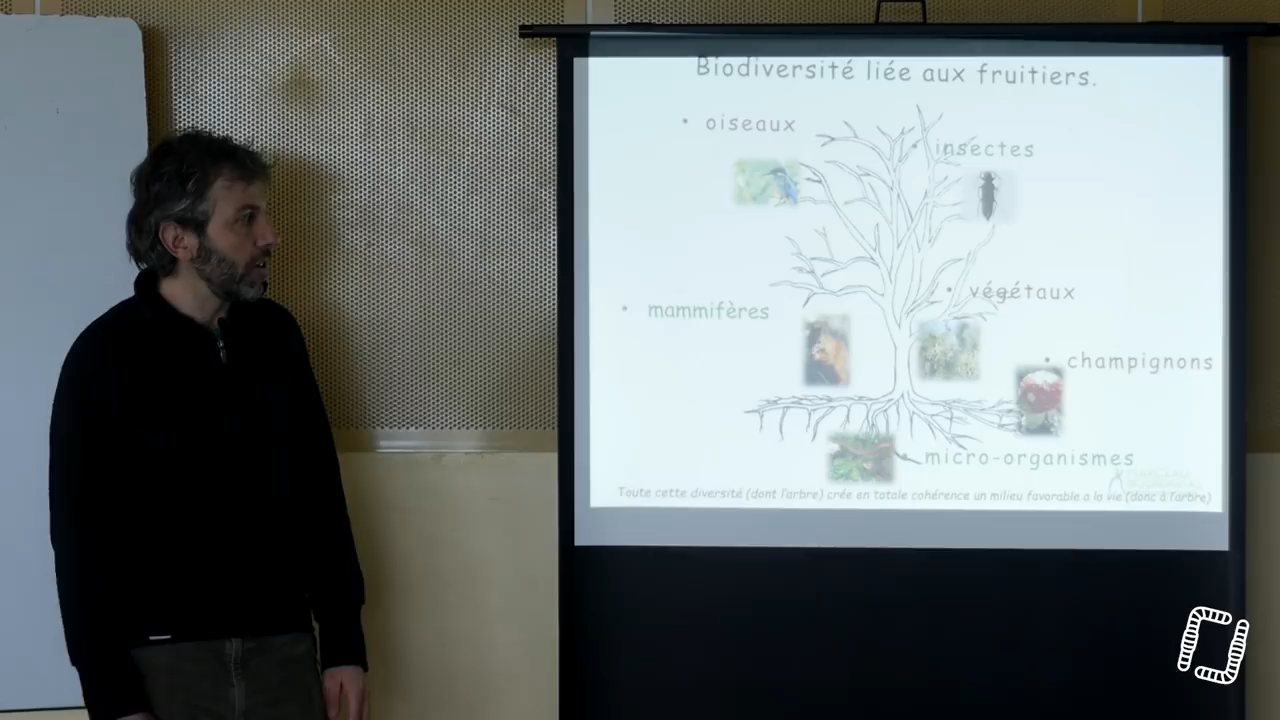 Biodiversité liée aux fruitiers.
• oiseaux
• insectes
• végétaux
• mammifères
• champignons
micro-organismes
Toute cette diversité (dont l'arbre) crée en totale cohérence un milieu favorable a la vie (donc à l'arbre)